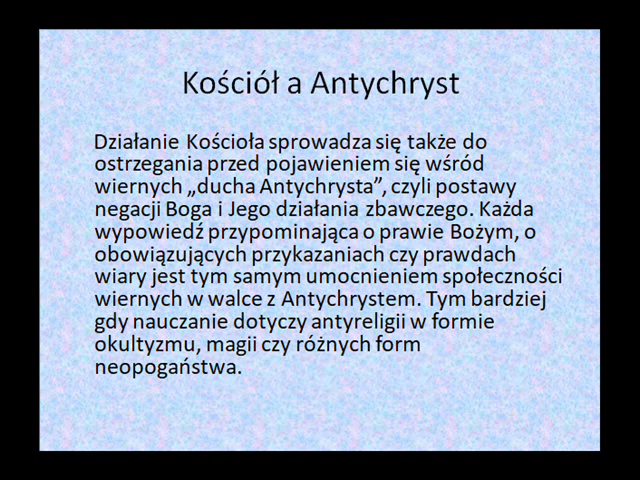 Kościół a Antychryst
Działanie Kościoła sprowadza się także do
ostrzegania przed pojawieniem się wśród
wiernych „ducha Antychrysta”, czyli postawy
negacji Boga i Jego działania zbawczego. Każda
wypowiedź przypominająca o prawie Bożym, o
obowiązujących przykazaniach czy prawdach
wiary jest tym samym umocnieniem społeczności
wiernych w walce z Antychrystem. Tym bardziej
gdy nauczanie dotyczy antyreligii w formie
okultyzmu, magii czy różnych form
neopogaństwa.